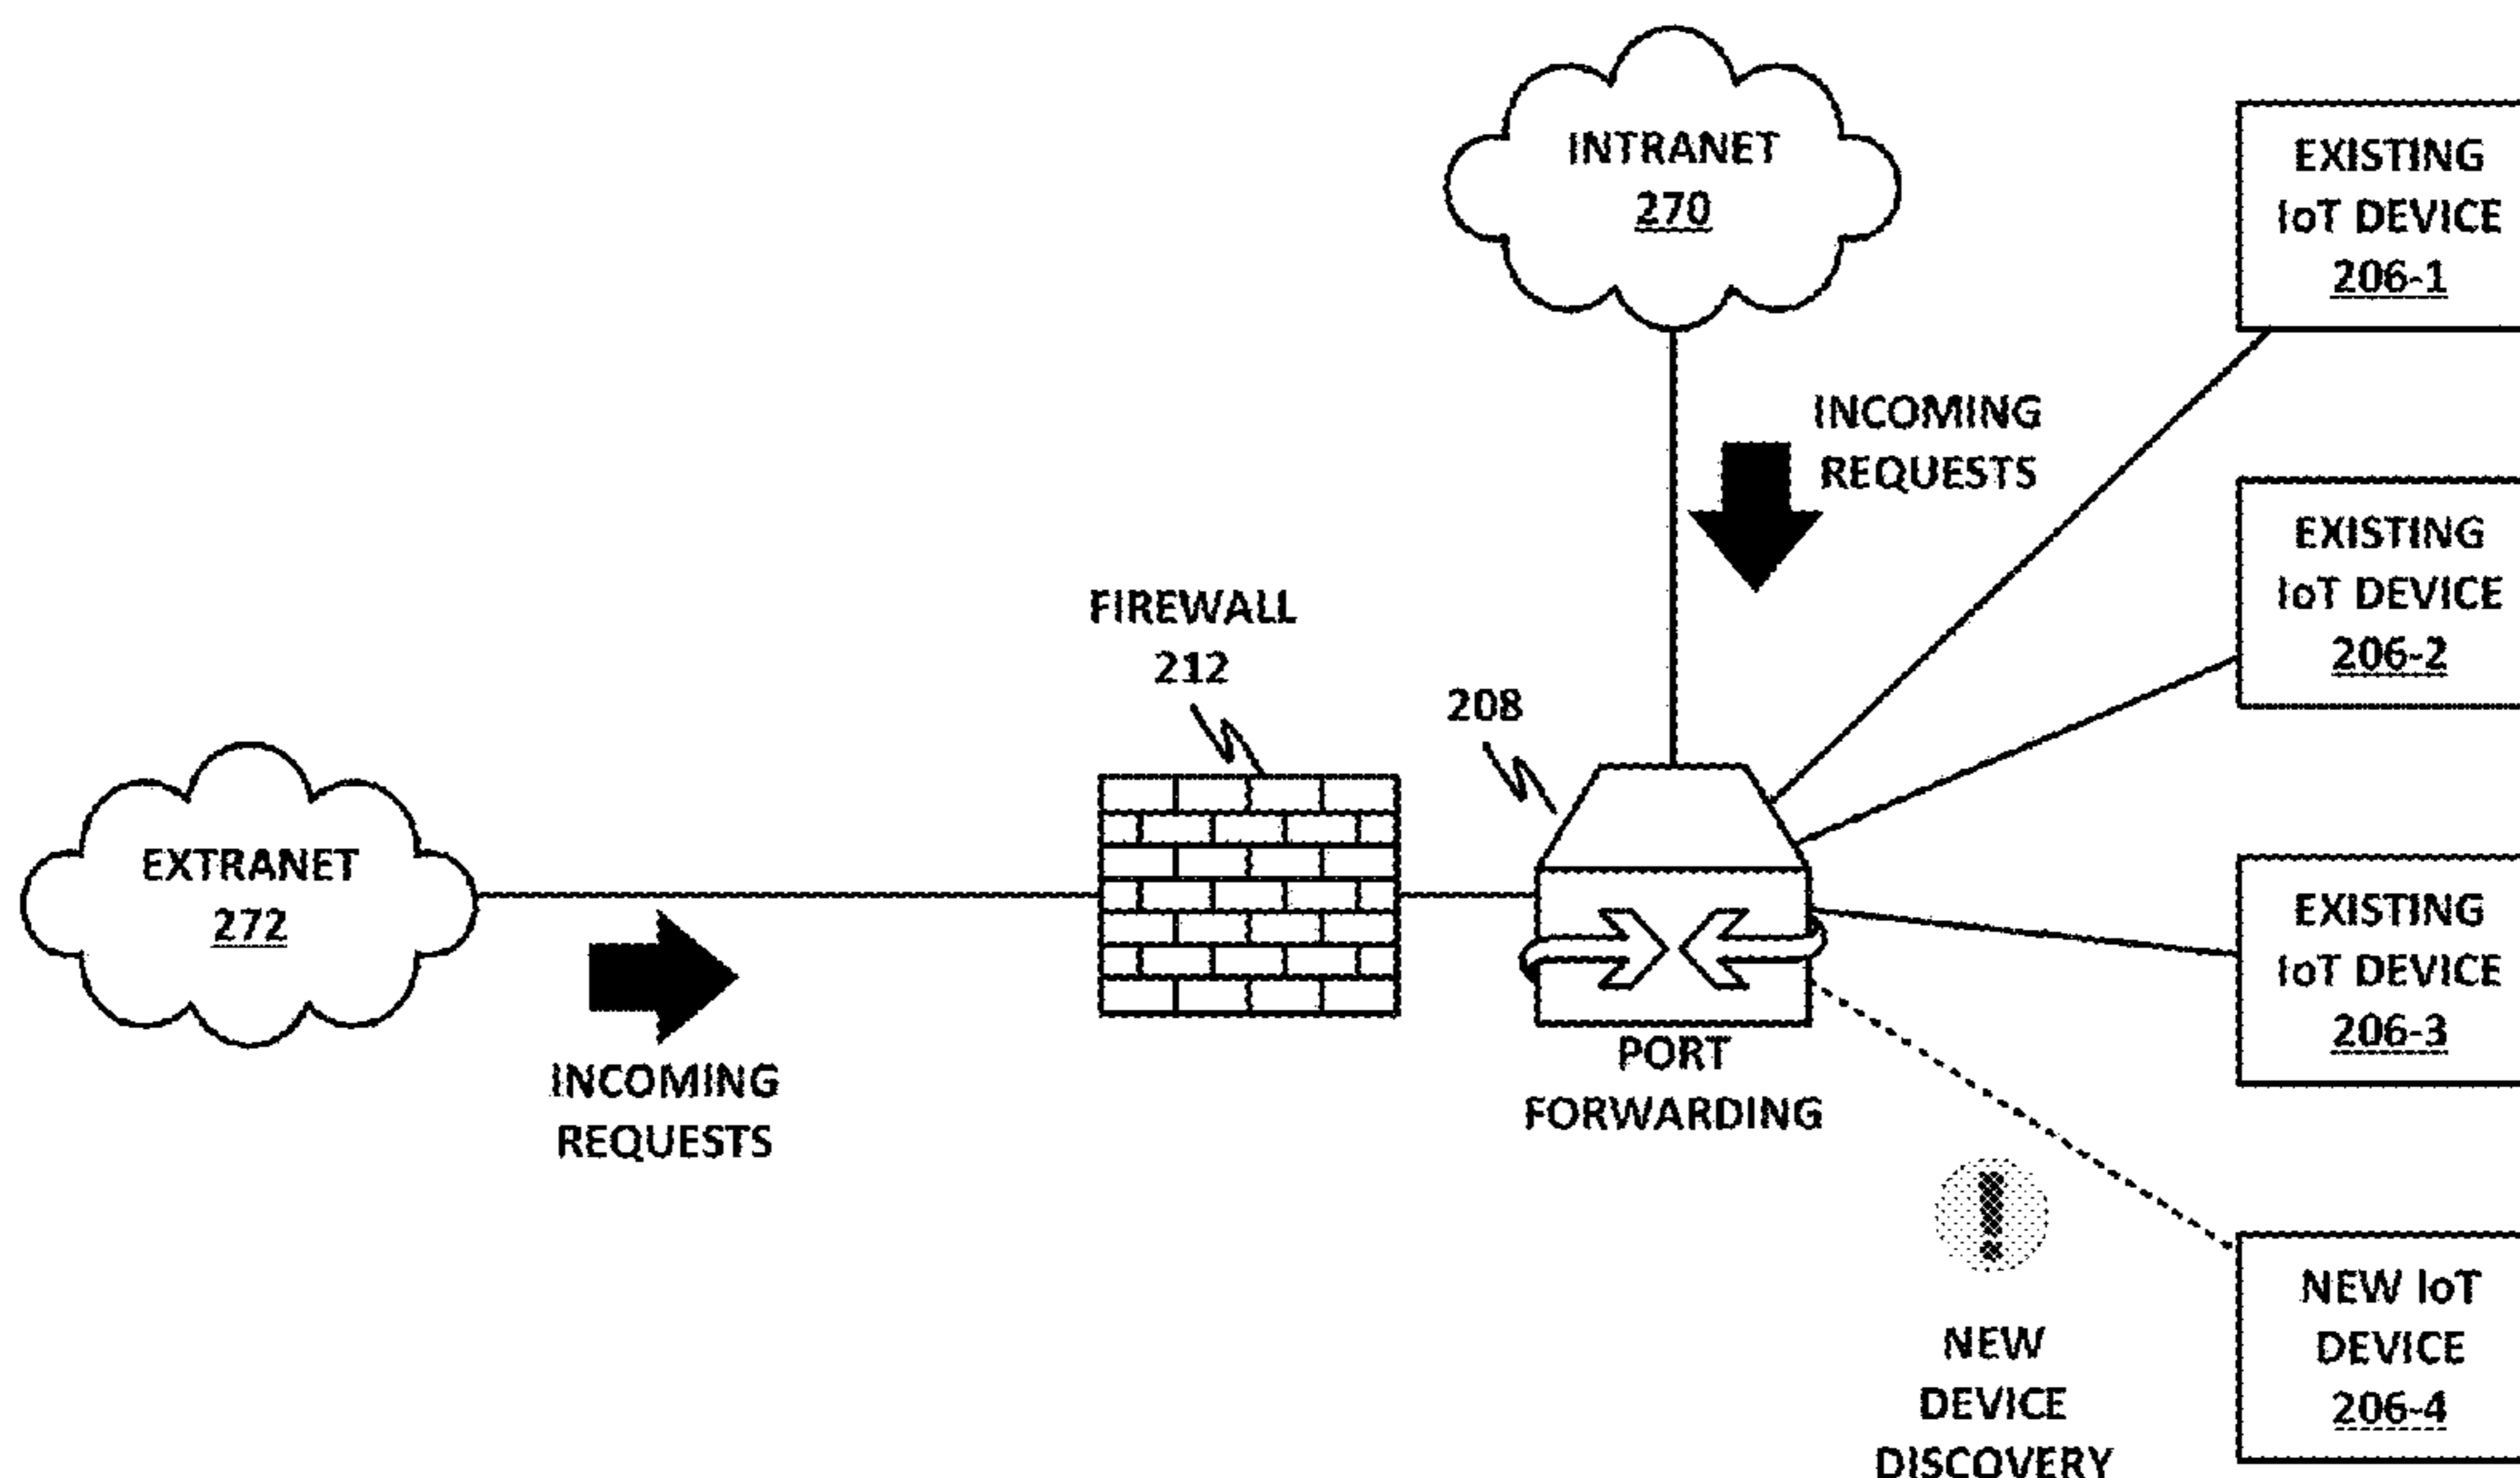 INTRANET
270
EXISTING
IoT DEVICE
206-1
INCOMING
REQUESTS
EXISTING
IoT DEVICE
206-2
FIREWALL
212
208
EXTRANET
272
INCOMING
REQUESTS
PORT
FORWARDING
EXISTING
IoT DEVICE
206-3
!
NEW
DEVICE
DISCOVERY
NEW IoT
DEVICE
206-4